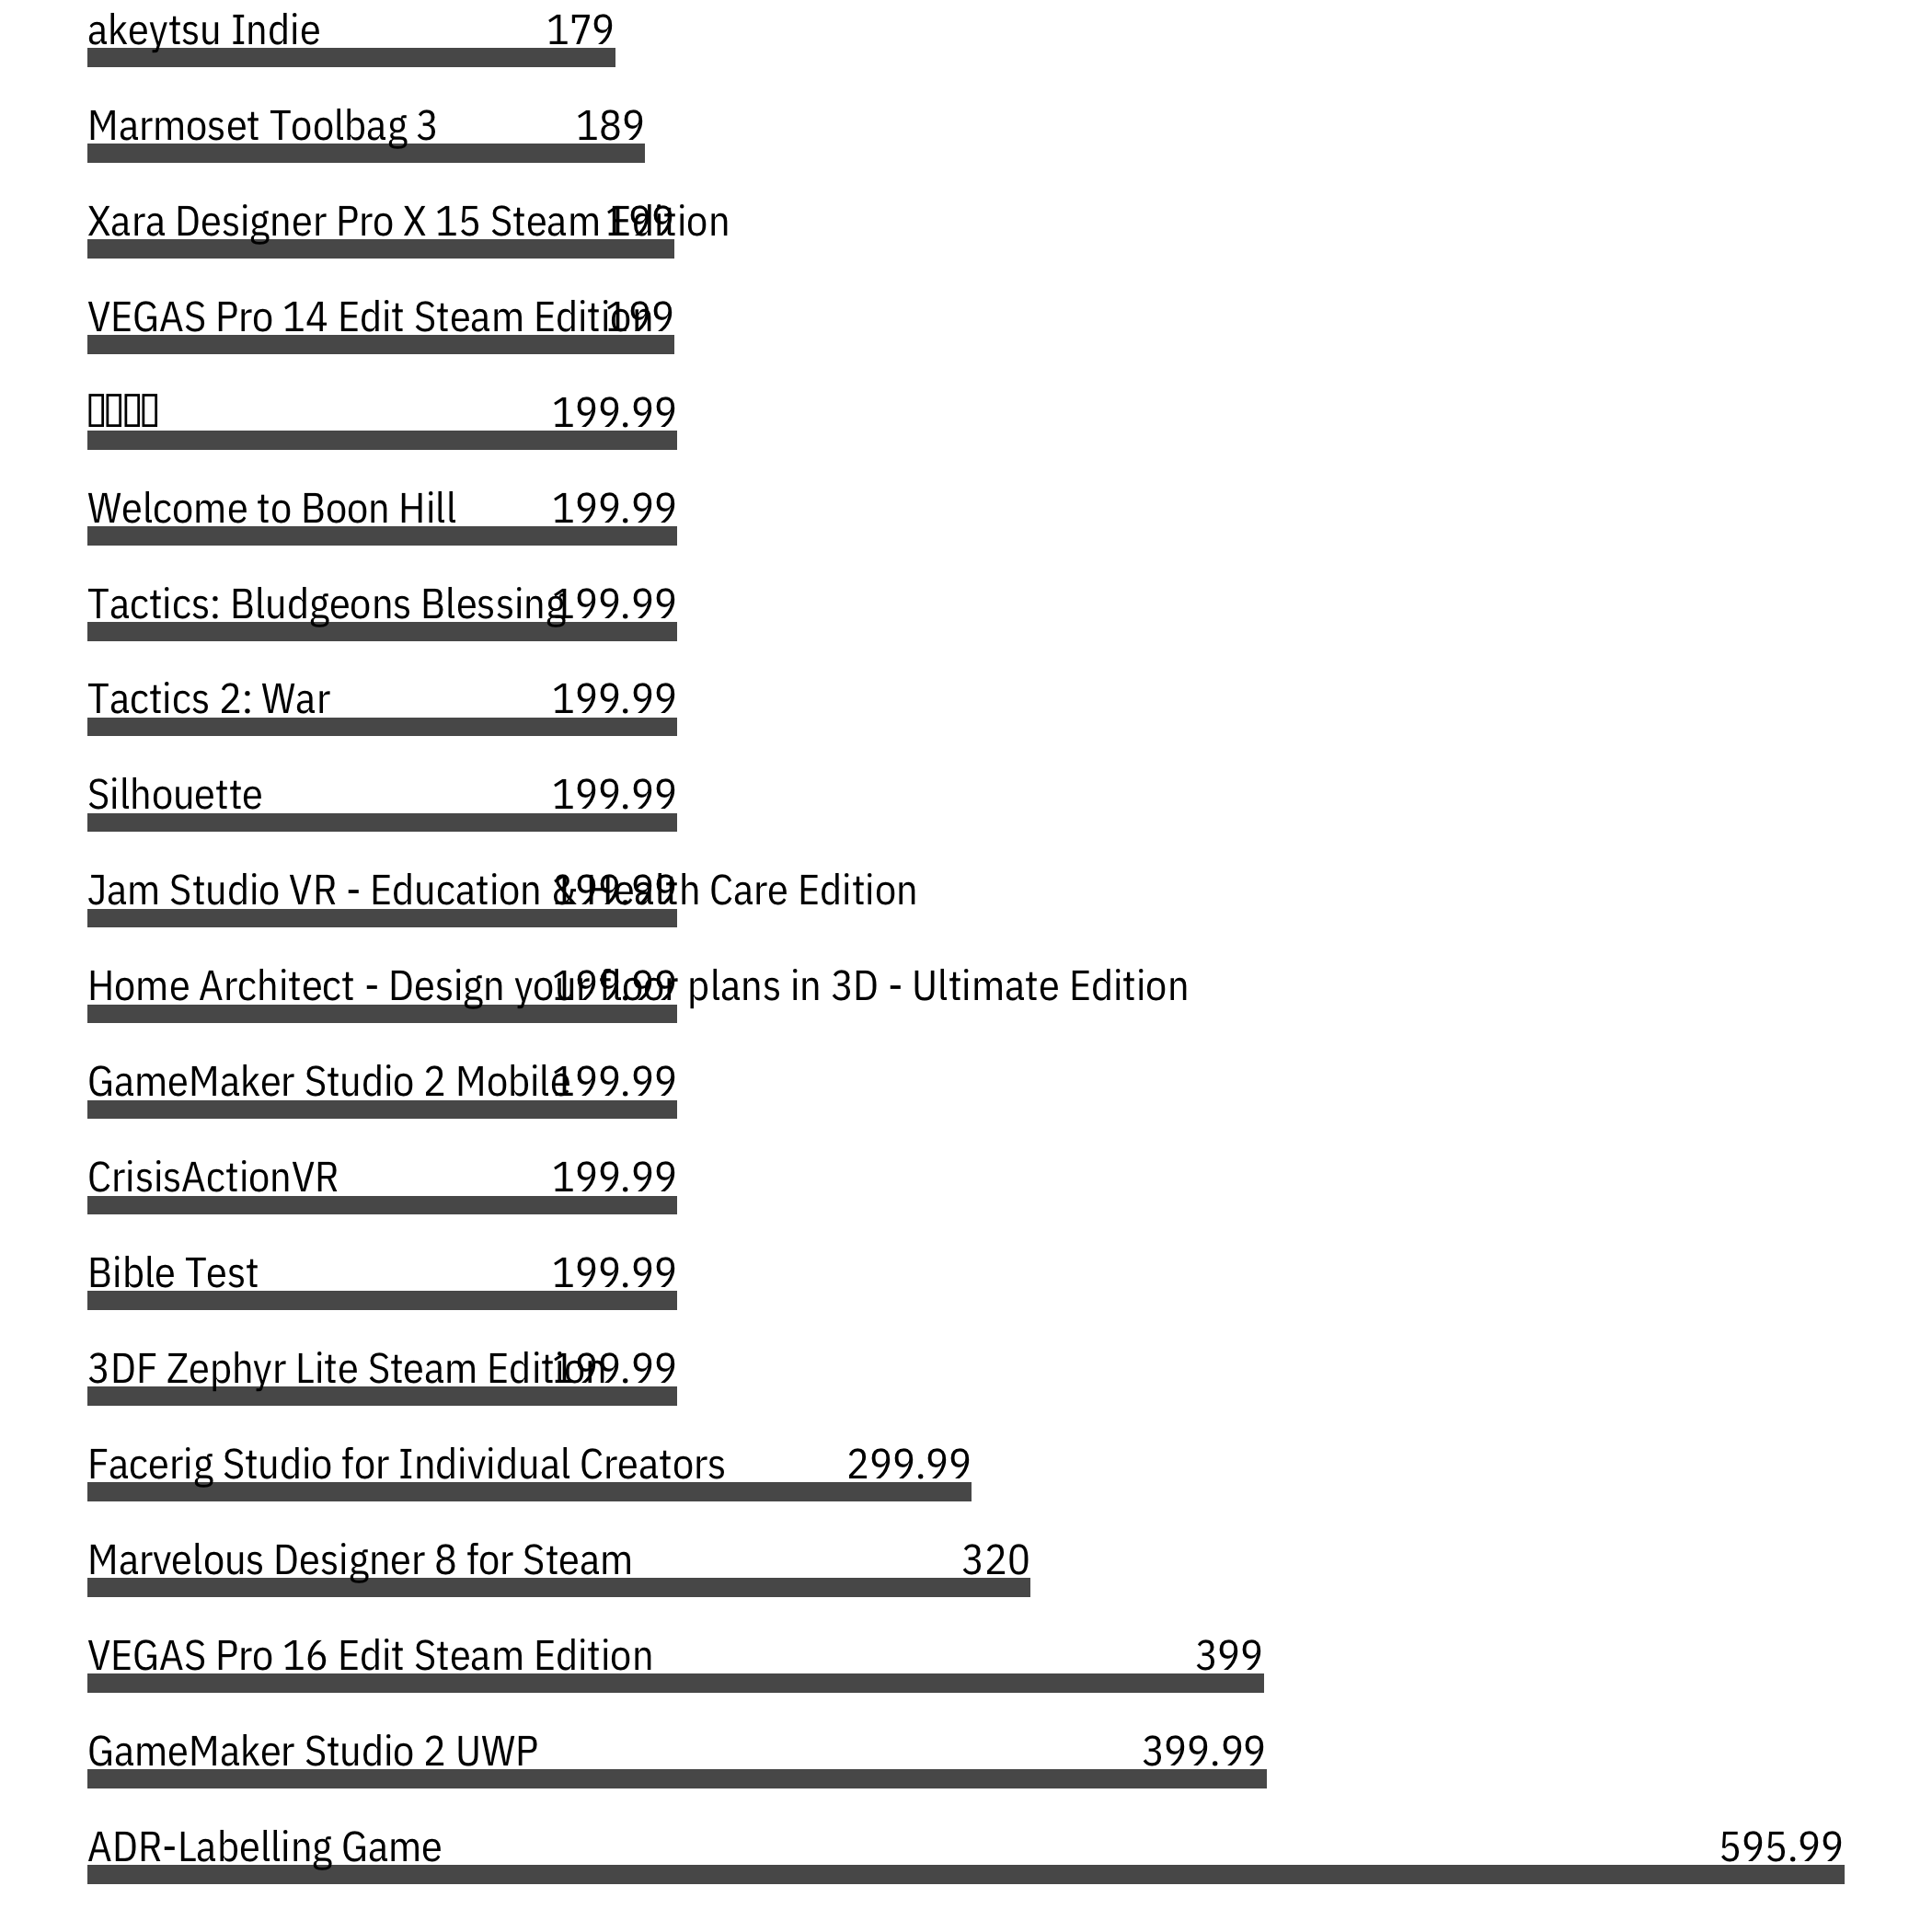 akeytsu Indie 179
Marmoset Toolbag 3 189
Xara Designer Pro X 15 Steam Edition 199
VEGAS Pro 14 Edit Steam Edition 199
199.99
Welcome to Boon Hill 199.99
Tactics: Bludgeons Blessing 199.99
Tactics 2: War 199.99
Silhouette 199.99
Jam Studio VR - Education & Health Care Edition 199.99
Home Architect - Design your floor plans in 3D - Ultimate Edition 199.99
GameMaker Studio 2 Mobile 199.99
CrisisActionVR 199.99
Bible Test 199.99
3DF Zephyr Lite Steam Edition 199.99
Facerig Studio for Individual Creators 299.99
Marvelous Designer 8 for Steam 320
VEGAS Pro 16 Edit Steam Edition 399
GameMaker Studio 2 UWP 399.99
ADR-Labelling Game 595.99